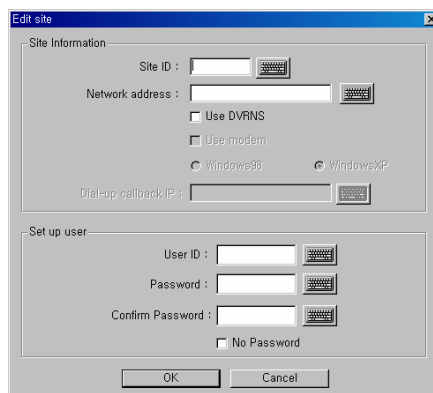 Edit site
Site Information
Site ID :
Network address :
Use DVRNS
Use modem
Windows98 WindowsXP
Dial-up callback IP :
Set up user
User ID :
Password :
Confirm Password :
No Password
OK Cancel